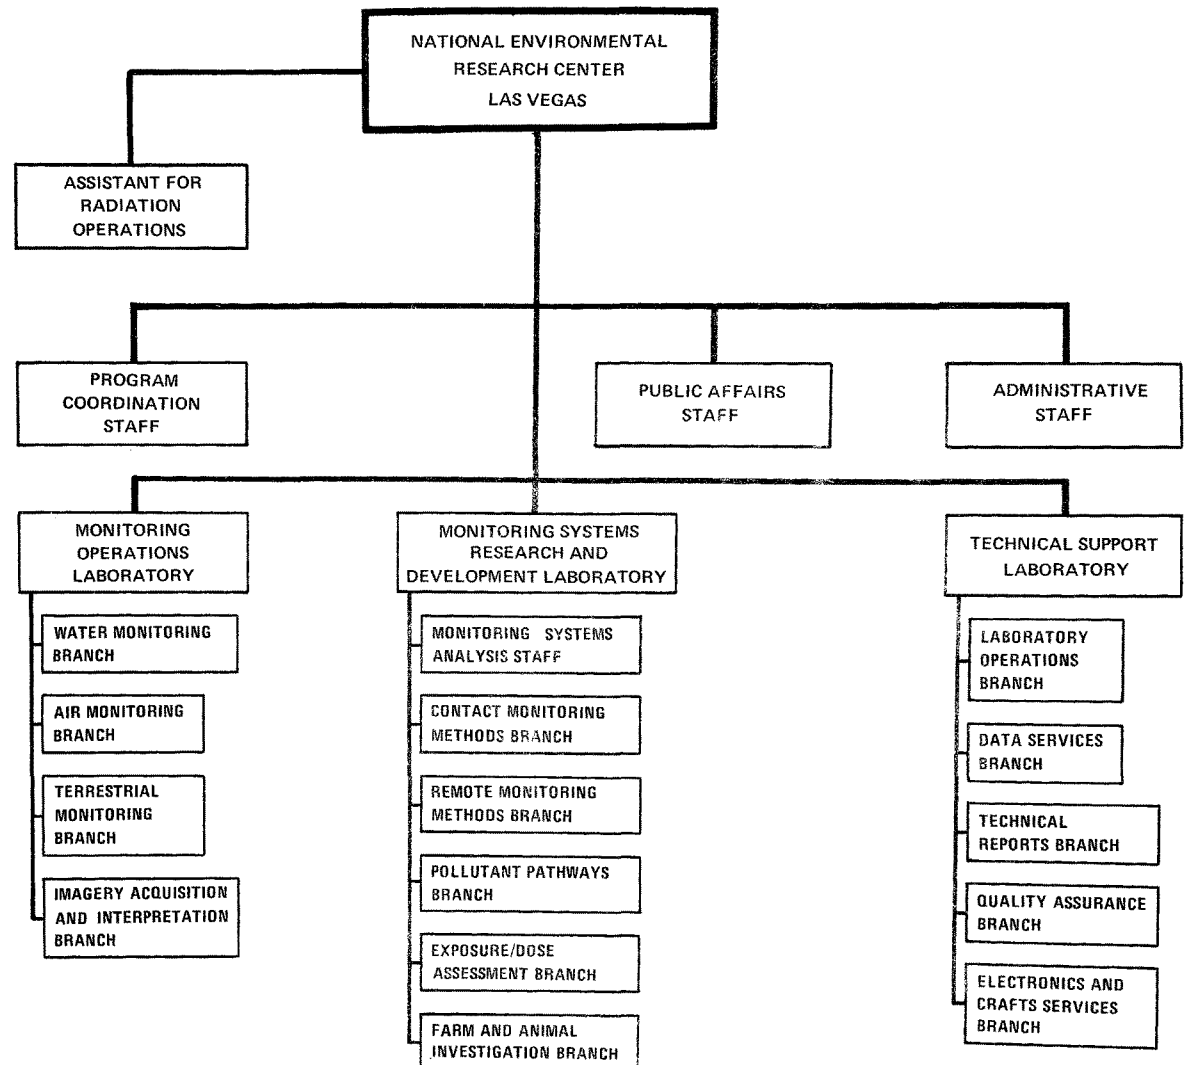 NATIONAL ENVIRONMENTAL
RESEARCH CENTER
LAS VEGAS
ASSISTANT FOR
RADIATION
OPERATIONS
PROGRAM
COORDINATION
STAFF
PUBLIC AFFAIRS
STAFF
ADMINISTRATIVE
STAFF
MONITORING
OPERATIONS
LABORATORY
WATER MONITORING
BRANCH
AIR MONITORING
BRANCH
TERRESTRIAL
MONITORING
BRANCH
IMAGERY ACQUISITION
AND INTERPRETATION
BRANCH
MONITORING SYSTEMS
RESEARCH AND
DEVELOPMENT LABORATORY
MONITORING SYSTEMS
ANALYSIS STAFF
CONTACT MONITORING
METHODS BRANCH
REMOTE MONITORING
METHODS BRANCH
POLLUTANT PATHWAYS
BRANCH
EXPOSURE/DOSE
ASSESSMENT BRANCH
FARM AND ANIMAL
INVESTIGATION BRANCH
TECHNICAL SUPPORT
LABORATORY
LABORATORY
OPERATIONS
BRANCH
DATA SERVICES
BRANCH
TECHNICAL
REPORTS BRANCH
QUALITY ASSURANCE
BRANCH
ELECTRONICS AND
CRAFTS SERVICES
BRANCH